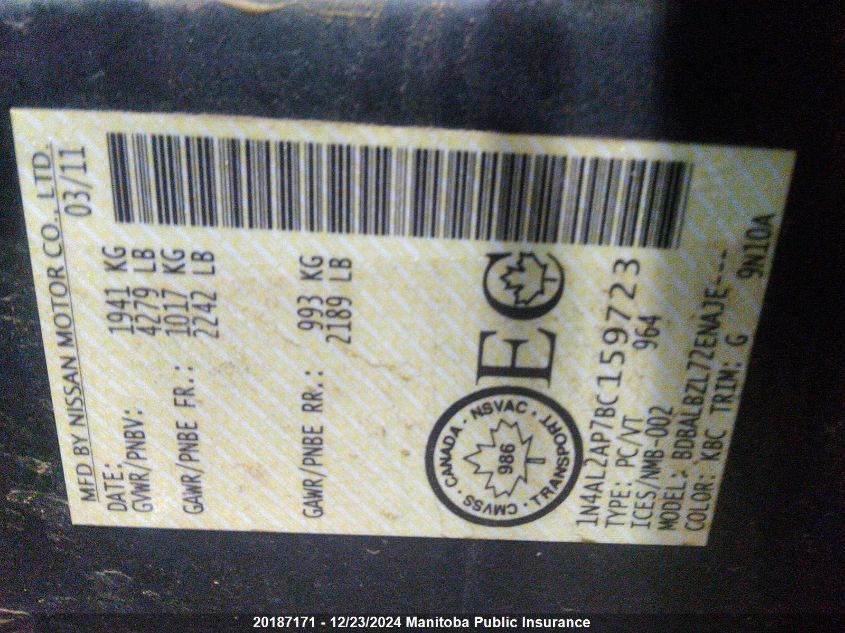 MFD BY NISSAN MOTOR CO., LTD.
DATE: 03/11
GVWR/PNBV: 1941 KG
4279 LB
GAWR/PNBE FR.: 1017 KG
2242 LB
GAWR/PNBE RR.: 993 KG
2189 LB
CMVSS · CANADA · NSVAC · TRANSPORT
986
EC
1N4AL2AP7BC159723
TYPE: PC/VT 964
ICES/NMB-002
MODEL: BDBALBZL72ENAJE---
COLOR: KBC TRIM: G 9N10A
20187171 - 12/23/2024 Manitoba Public Insurance